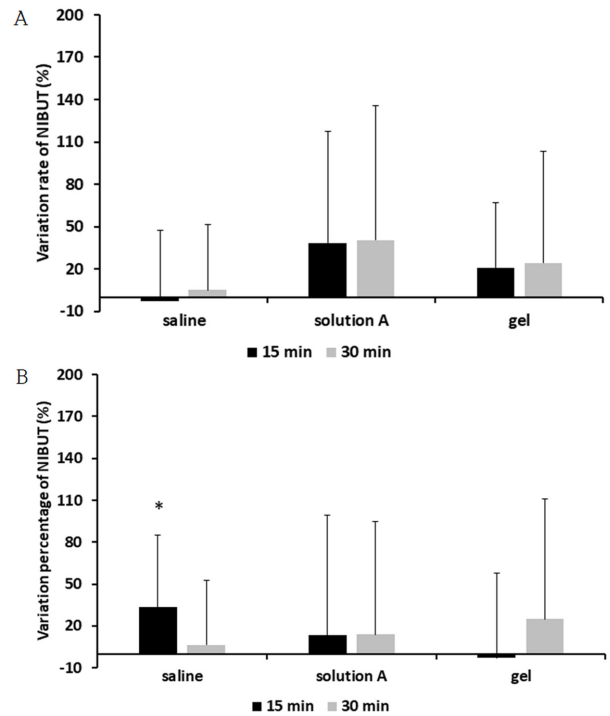 A
Variation rate of NIBUT (%)
200
170
140
110
80
50
20
-10
saline solution A gel
15 min 30 min
B
Variation percentage of NIBUT (%)
200
170
140
110
80
50
20
-10
*
saline solution A gel
15 min 30 min